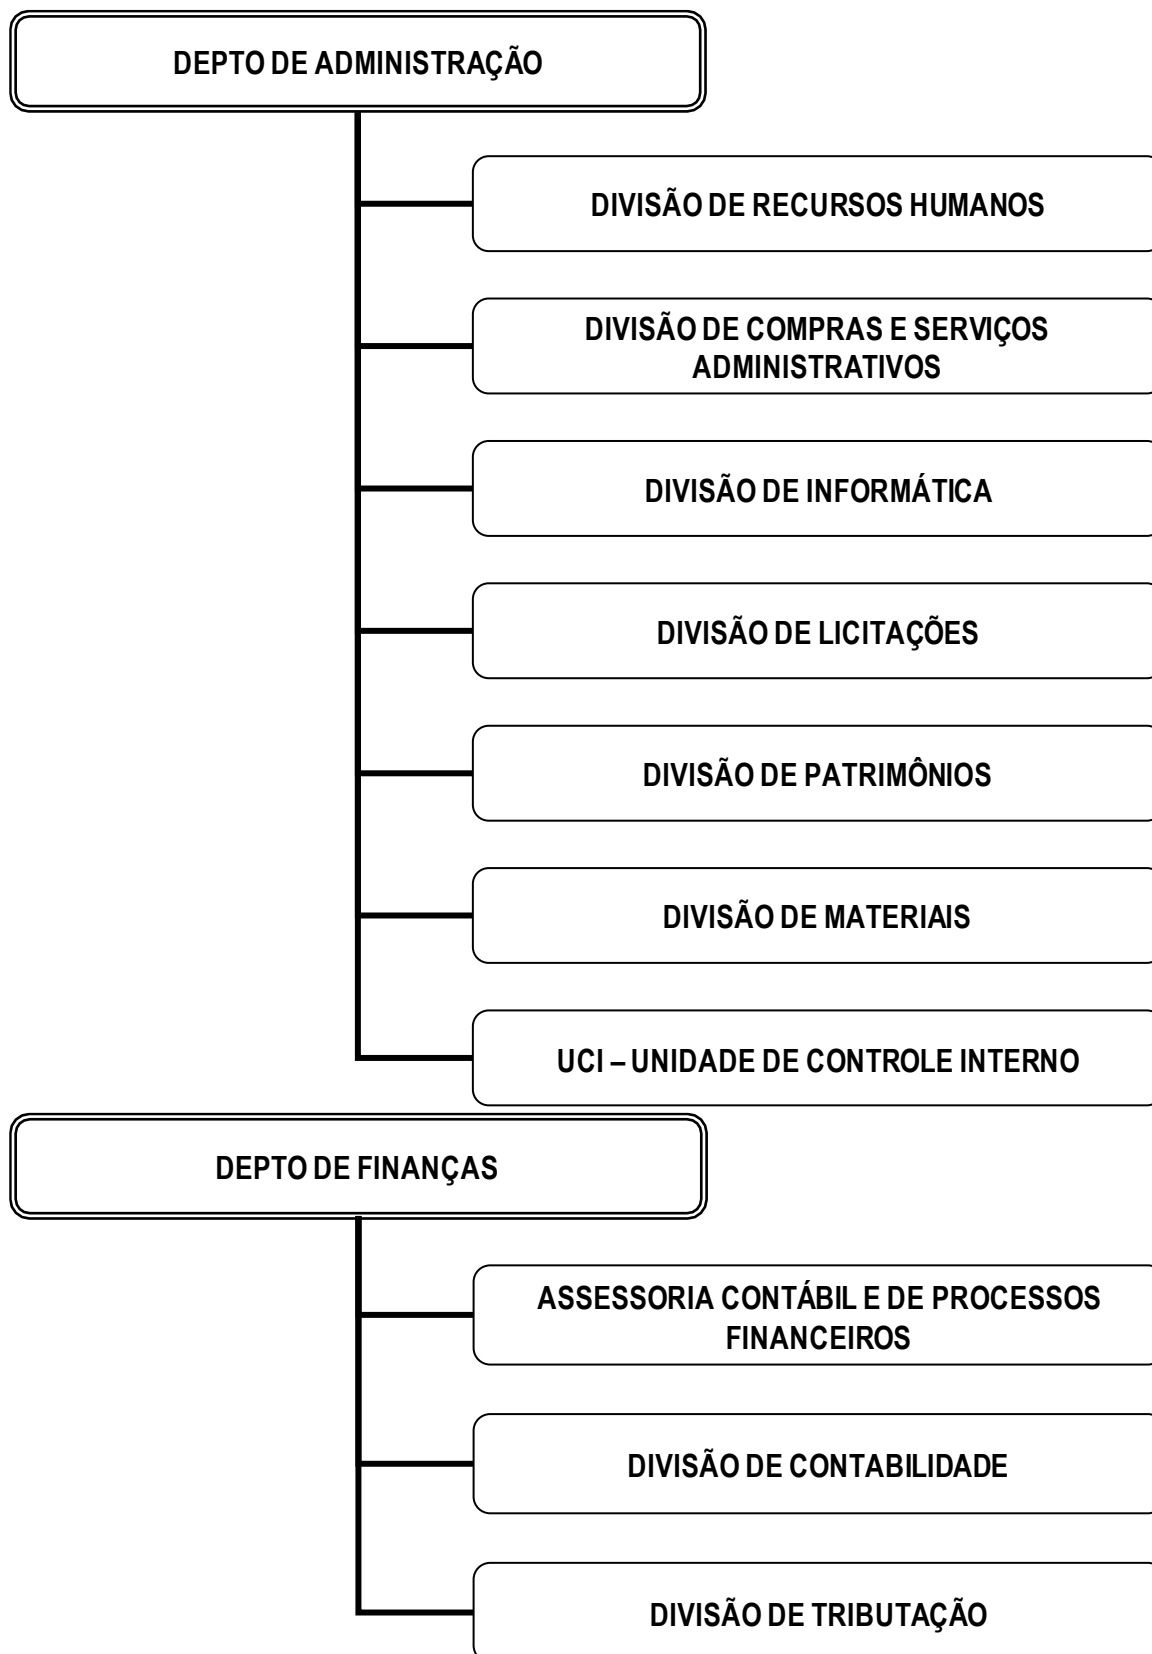 DEPTO DE ADMINISTRAÇÃO
DIVISÃO DE RECURSOS HUMANOS
DIVISÃO DE COMPRAS E SERVIÇOS
ADMINISTRATIVOS
DIVISÃO DE INFORMÁTICA
DIVISÃO DE LICITAÇÕES
DIVISÃO DE PATRIMÔNIOS
DIVISÃO DE MATERIAIS
UCI – UNIDADE DE CONTROLE INTERNO
DEPTO DE FINANÇAS
ASSESSORIA CONTÁBIL E DE PROCESSOS
FINANCEIROS
DIVISÃO DE CONTABILIDADE
DIVISÃO DE TRIBUTAÇÃO